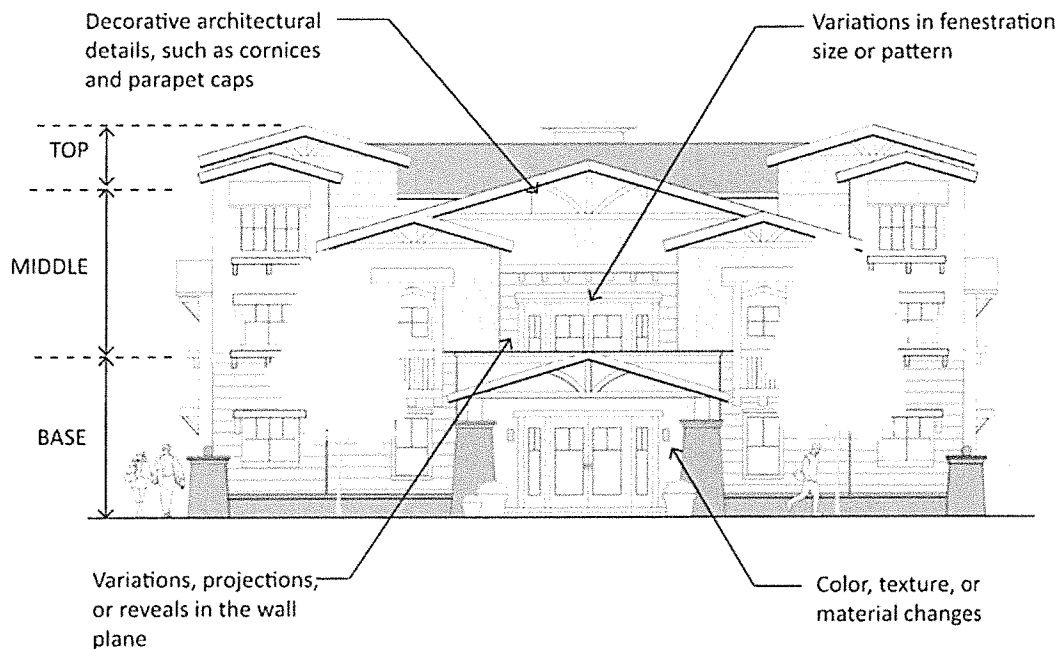 Decorative architectural
details, such as cornices
and parapet caps
Variations in fenestration
size or pattern
TOP
MIDDLE
BASE
Variations, projections,
or reveals in the wall
plane
Color, texture, or
material changes